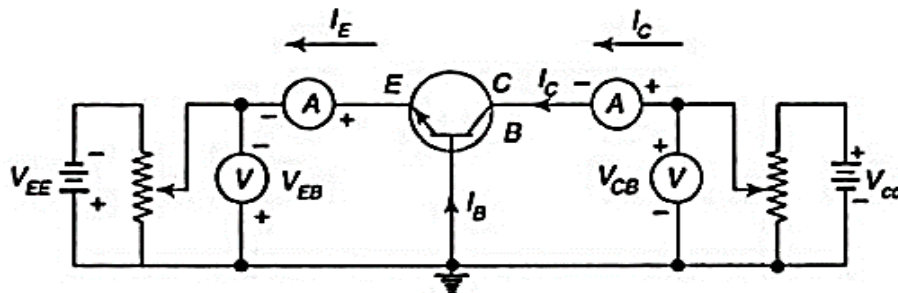 I_E I_C
E C I_C
- A + - A +
B
V_EE - + - V + V_EB V_CB + V - + - V_cc
I_B